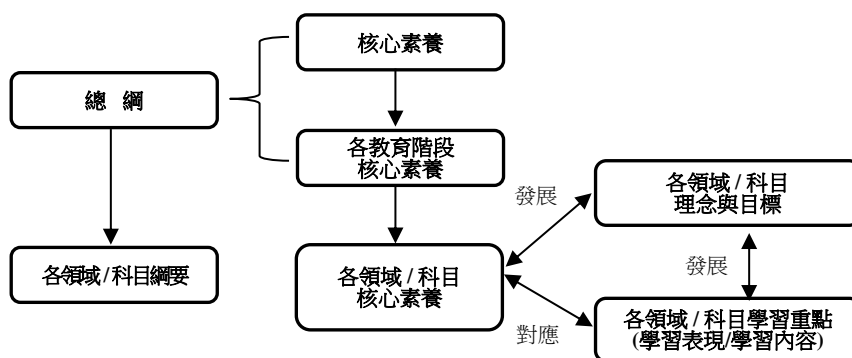 核心素養
總 綱
各教育階段
核心素養
各領域 / 科目
理念與目標
發展
各領域 / 科目綱要
各領域 / 科目
核心素養
發展
對應
各領域 / 科目學習重點
(學習表現/學習內容)